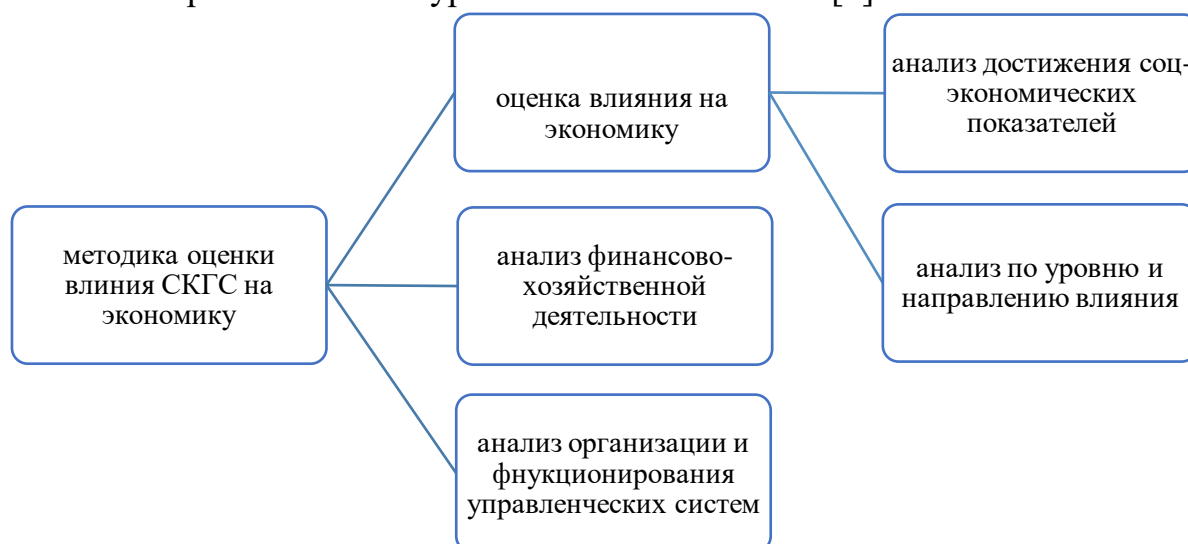 оценка влияния на
экономику
анализ достижения соц-
экономических
показателей
методика оценки
влиния СКГС на
экономику
анализ финансово-
хозяйственной
деятельности
анализ по уровню и
направлению влияния
анализ организации и
фнукционирования
управленческих систем